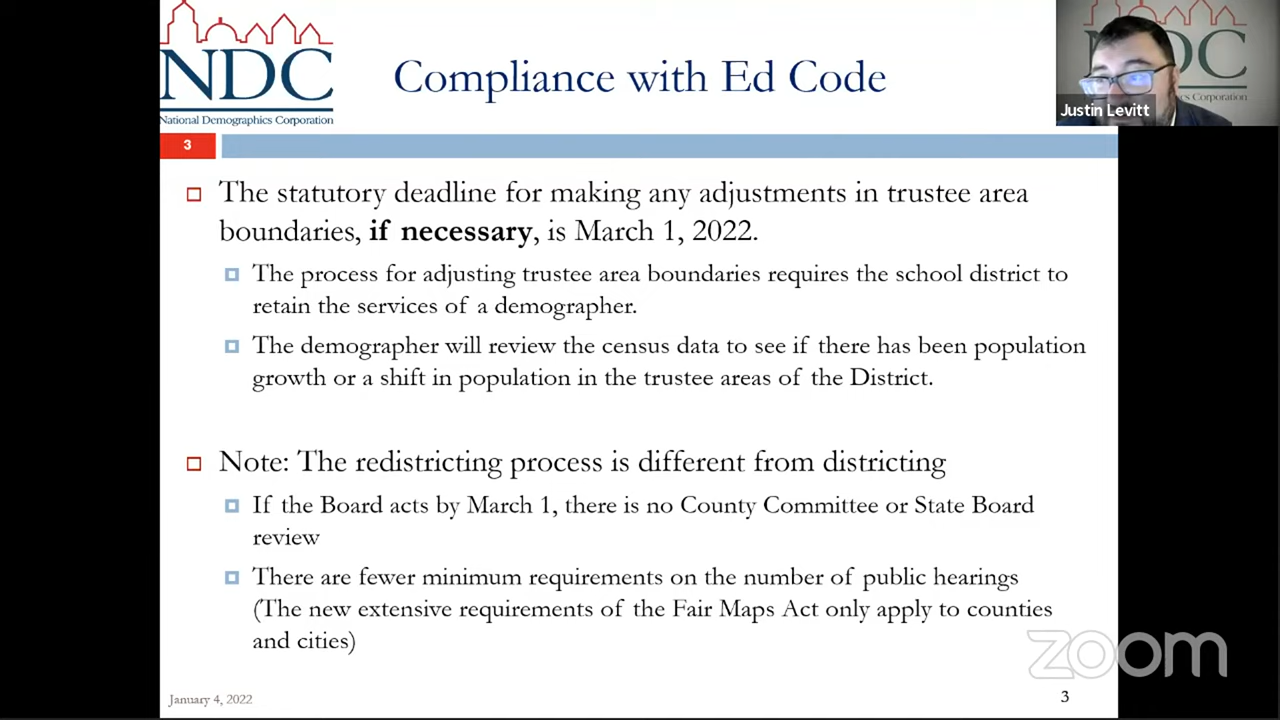 NDC
National Demographics Corporation
Compliance with Ed Code
DC
Corporation
Justin Levitt
3
The statutory deadline for making any adjustments in trustee area
boundaries, if necessary, is March 1, 2022.
The process for adjusting trustee area boundaries requires the school district to
retain the services of a demographer.
The demographer will review the census data to see if there has been population
growth or a shift in population in the trustee areas of the District.
Note: The redistricting process is different from districting
If the Board acts by March 1, there is no County Committee or State Board
review
There are fewer minimum requirements on the number of public hearings
(The new extensive requirements of the Fair Maps Act only apply to counties
and cities)
zoom
January 4, 2022
3